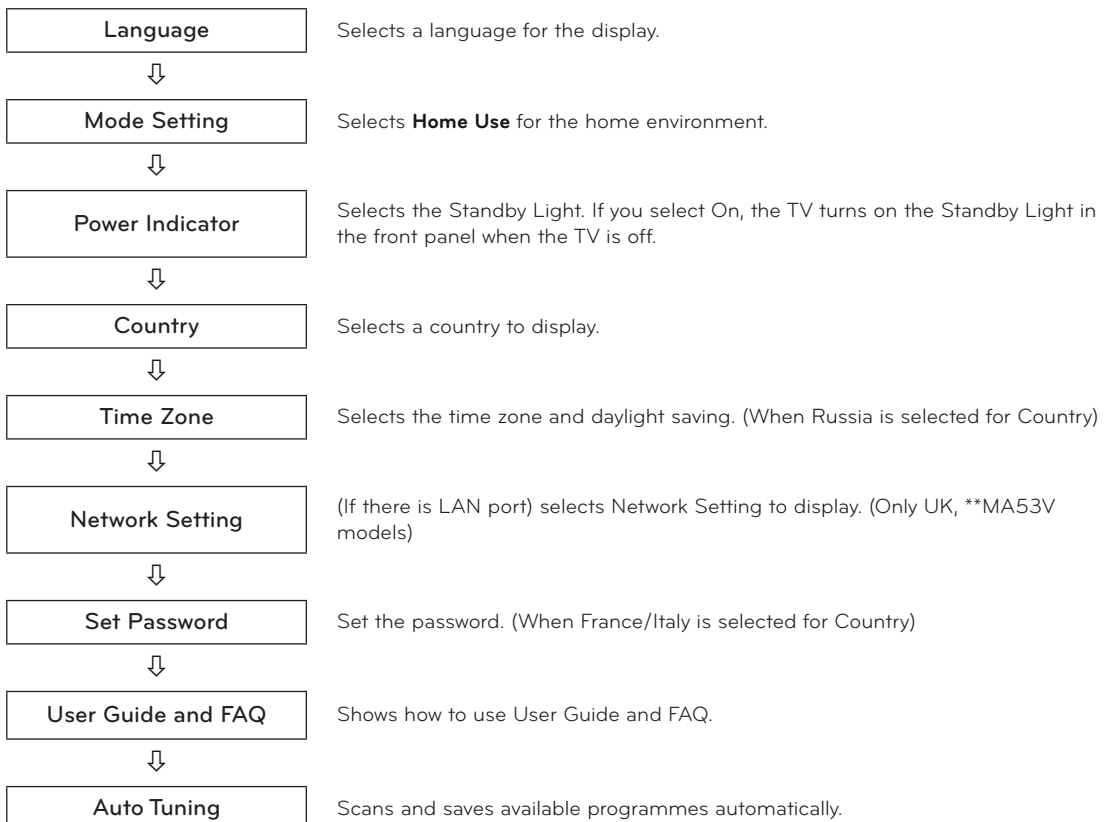 Language
Selects a language for the display.
Mode Setting
Selects Home Use for the home environment.
Power Indicator
Selects the Standby Light. If you select On, the TV turns on the Standby Light in
the front panel when the TV is off.
Country
Selects a country to display.
Time Zone
Selects the time zone and daylight saving. (When Russia is selected for Country)
Network Setting
(If there is LAN port) selects Network Setting to display. (Only UK, **MA53V
models)
Set Password
Set the password. (When France/Italy is selected for Country)
User Guide and FAQ
Shows how to use User Guide and FAQ.
Auto Tuning
Scans and saves available programmes automatically.